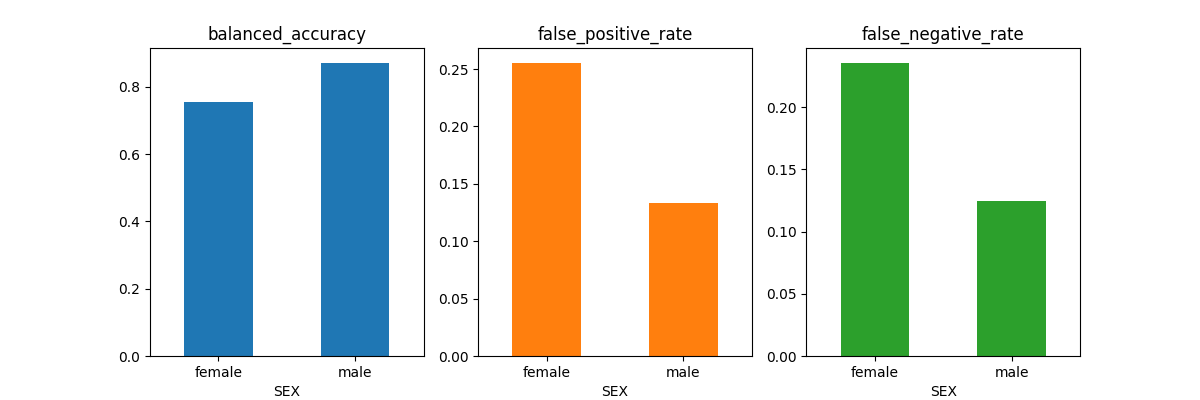 balanced_accuracy
0.8
0.6
0.4
0.2
0.0
female male
SEX
false_positive_rate
0.25
0.20
0.15
0.10
0.05
0.00
female male
SEX
false_negative_rate
0.20
0.15
0.10
0.05
0.00
female male
SEX